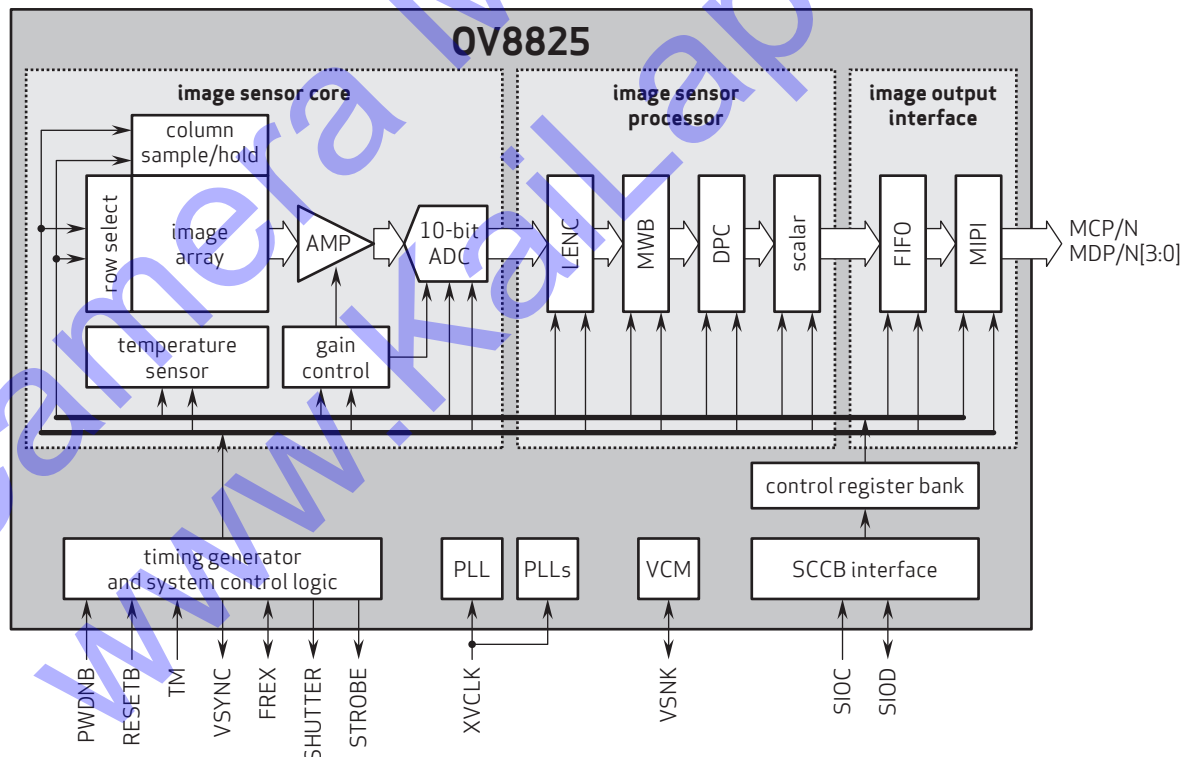 OV8825
image sensor core
image sensor
processor
image output
interface
column
sample/hold
row select
image
array
AMP
10-bit
ADC
LENC
MWB
DPC
scalar
FIFO
MIPI
MCP/N
MDP/N[3:0]
temperature
sensor
gain
control
control register bank
timing generator
and system control logic
PLL
PLLs
VCM
SCCB interface
PWDNB
RESETB
TM
VSYNC
FREX
SHUTTER
STROBE
XVCLK
VSNK
SIOC
SIOD
Camera
www.KaiLap